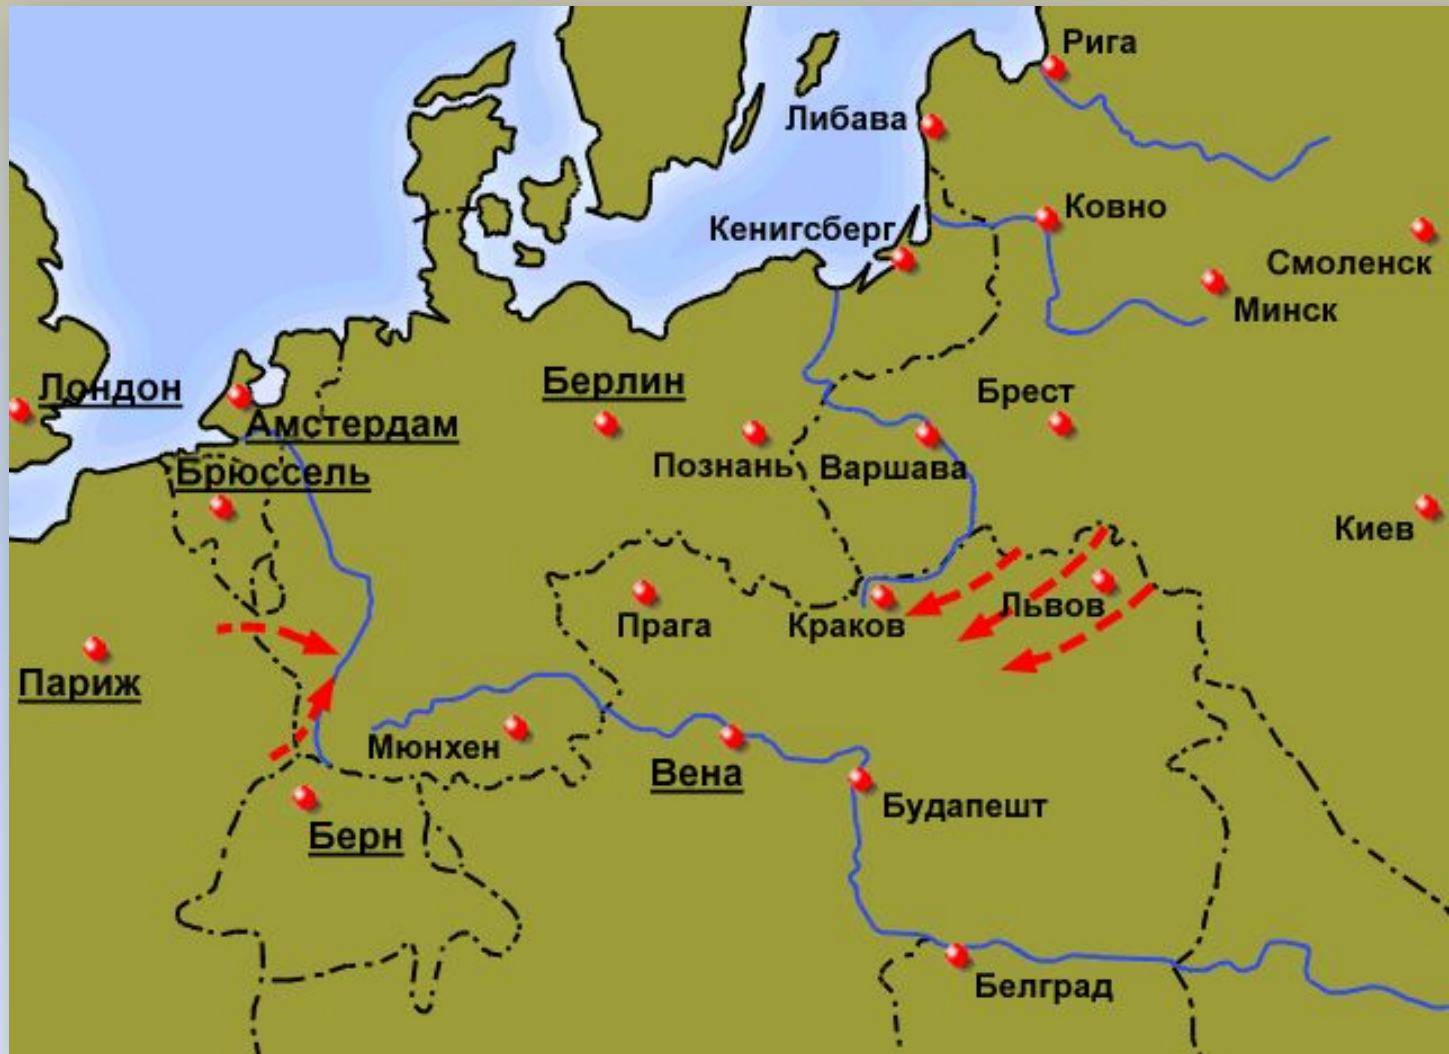 Рига
Либава
Ковно
Кенигсберг
Смоленск
Минск
Лондон
Берлин
Брест
Амстердам
Познань
Варшава
Брюссель
Киев
Львов
Прага
Краков
Париж
Мюнхен
Вена
Будапешт
Берн
Белград